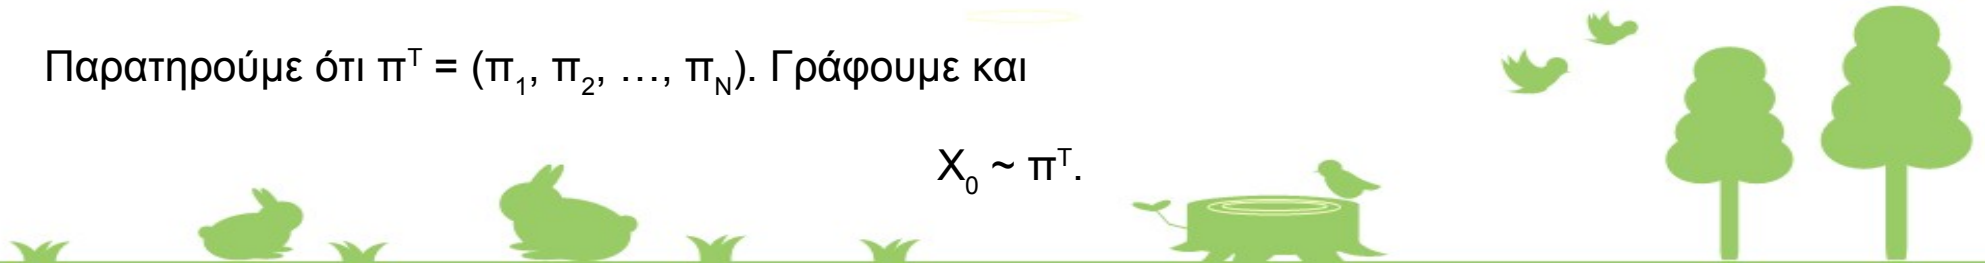 Παρατηρούμε ότι π^T = (π_1, π_2, …, π_N). Γράφουμε και
X_0 ~ π^T.